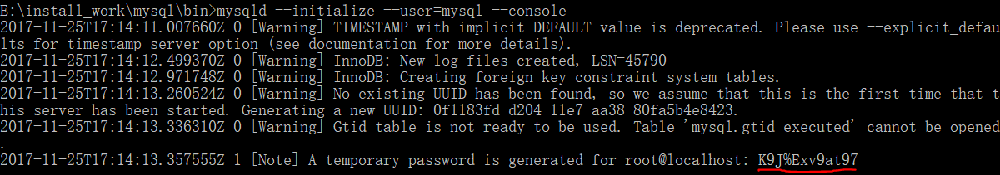 E:\install_work\mysql\bin>mysqld --initialize --user=mysql --console
2017-11-25T17:14:11.007660Z 0 [Warning] TIMESTAMP with implicit DEFAULT value is deprecated. Please use --explicit_defau
lts_for_timestamp server option (see documentation for more details).
2017-11-25T17:14:12.499370Z 0 [Warning] InnoDB: New log files created, LSN=45790
2017-11-25T17:14:12.971748Z 0 [Warning] InnoDB: Creating foreign key constraint system tables.
2017-11-25T17:14:13.260524Z 0 [Warning] No existing UUID has been found, so we assume that this is the first time that t
his server has been started. Generating a new UUID: 0f1183fd-d204-11e7-aa38-80fa5b4e8423.
2017-11-25T17:14:13.336310Z 0 [Warning] Gtid table is not ready to be used. Table 'mysql.gtid_executed' cannot be opened
.
2017-11-25T17:14:13.357555Z 1 [Note] A temporary password is generated for root@localhost: K9J%Exv9at97